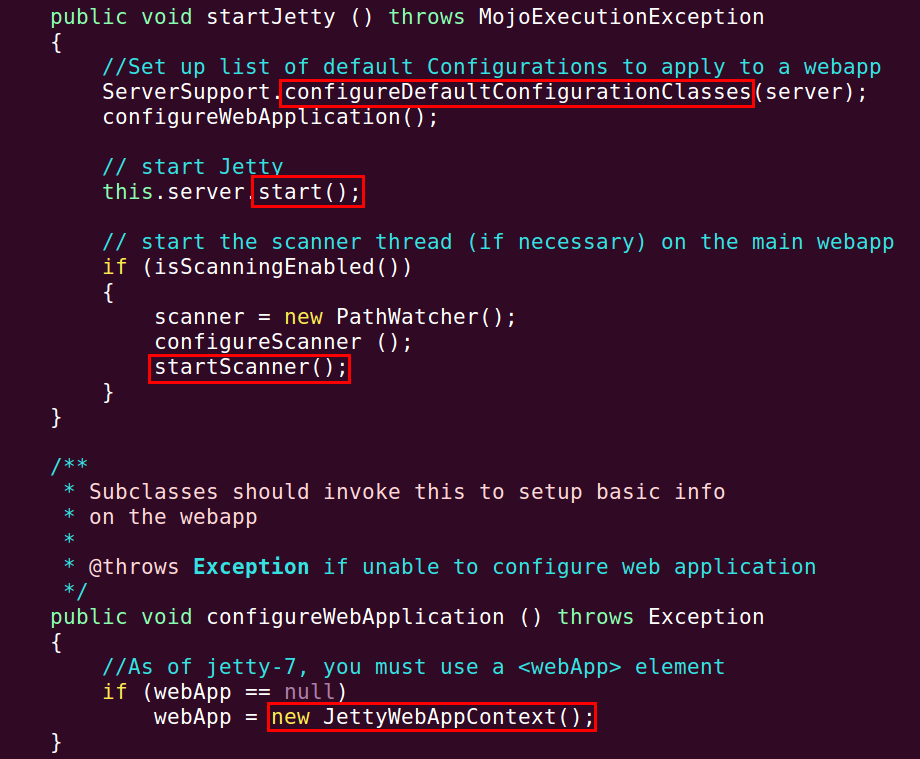 public void startJetty () throws MojoExecutionException
{
//Set up list of default Configurations to apply to a webapp
ServerSupport.configureDefaultConfigurationClasses(server);
configureWebApplication();
// start Jetty
this.server.start();
// start the scanner thread (if necessary) on the main webapp
if (isScanningEnabled())
{
scanner = new PathWatcher();
configureScanner ();
startScanner();
}
}
/**
* Subclasses should invoke this to setup basic info
* on the webapp
*
* @throws Exception if unable to configure web application
*/
public void configureWebApplication () throws Exception
{
//As of jetty-7, you must use a <webApp> element
if (webApp == null)
webApp = new JettyWebAppContext();
}